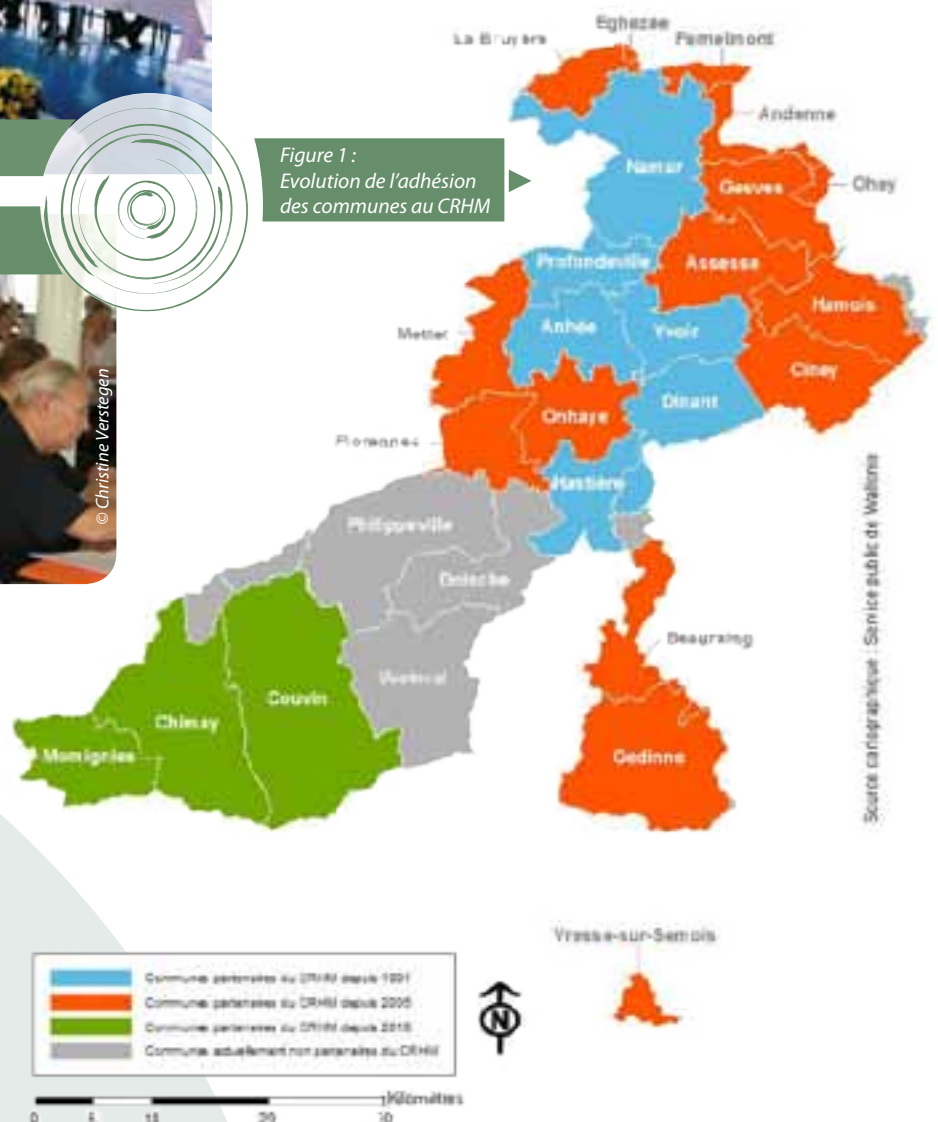 La Bruyère
Eghezée
Fernelmont
Andenne
Figure 1 :
Evolution de l'adhésion
des communes au CRHM
Namur
Gesves
Ohey
Profondeville
Assesse
Hamois
Mettet
Anhée
Yvoir
Ciney
Dinant
Onhaye
Florennes
© Christine Verstegen
Hastière
Philippeville
Doische
Beauraing
Viroinval
Couvin
Chimay
Momignies
Gedinne
Source cartographique : Service public de Wallonie
Vresse-sur-Semois
Communes partenaires du CRHM depuis
Communes partenaires du CRHM depuis
Communes partenaires du CRHM depuis
Communes actuellement non partenaires du CRHM
N
Kilomètres
0 5 10 20 30